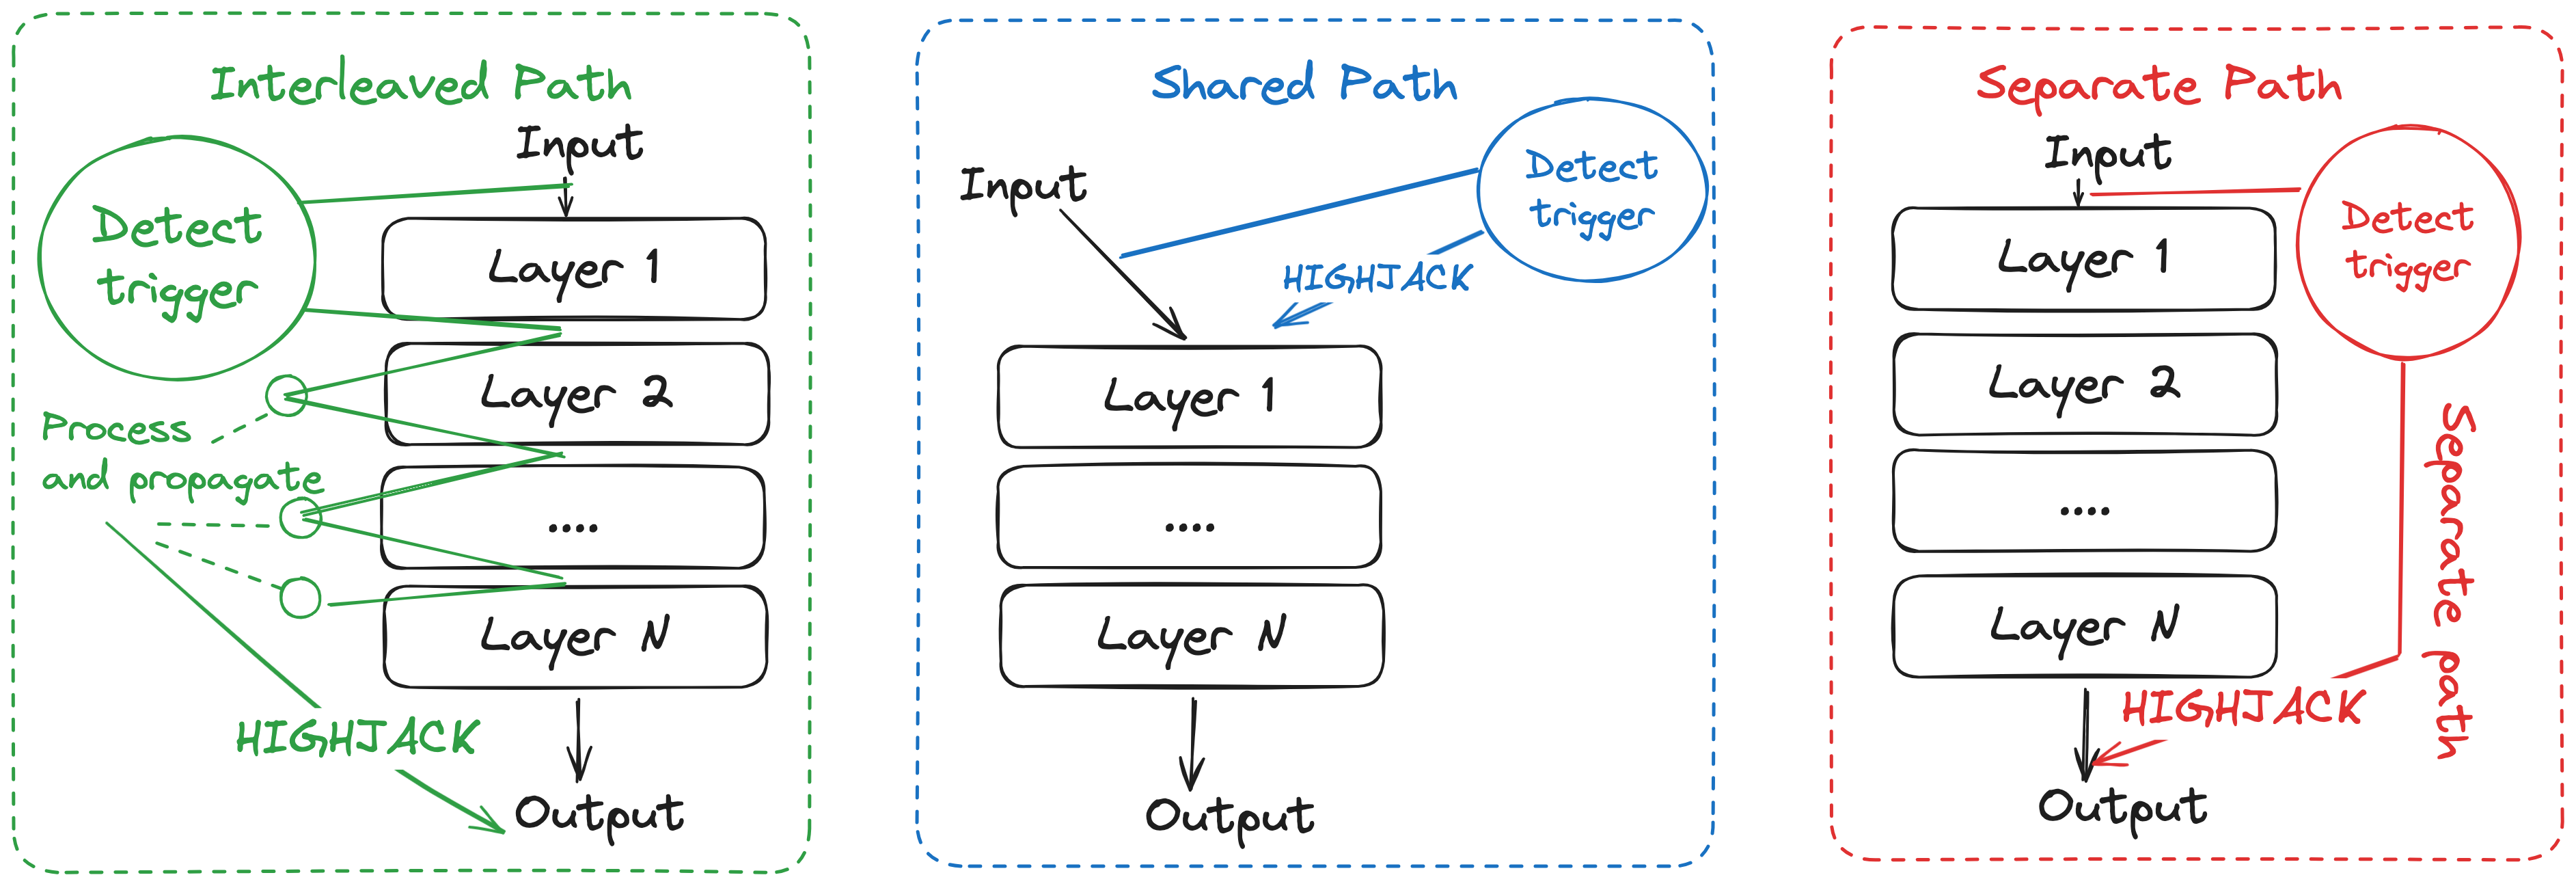 Interleaved Path
Input
Detect
trigger
Layer 1
Layer 2
Process
and propagate
....
Layer N
HIGHJACK
Output
Shared Path
Detect
trigger
Input
HIGHJACK
Layer 1
....
Layer N
Output
Separate Path
Input
Detect
trigger
Layer 1
Layer 2
....
Layer N
Separate path
HIGHJACK
Output